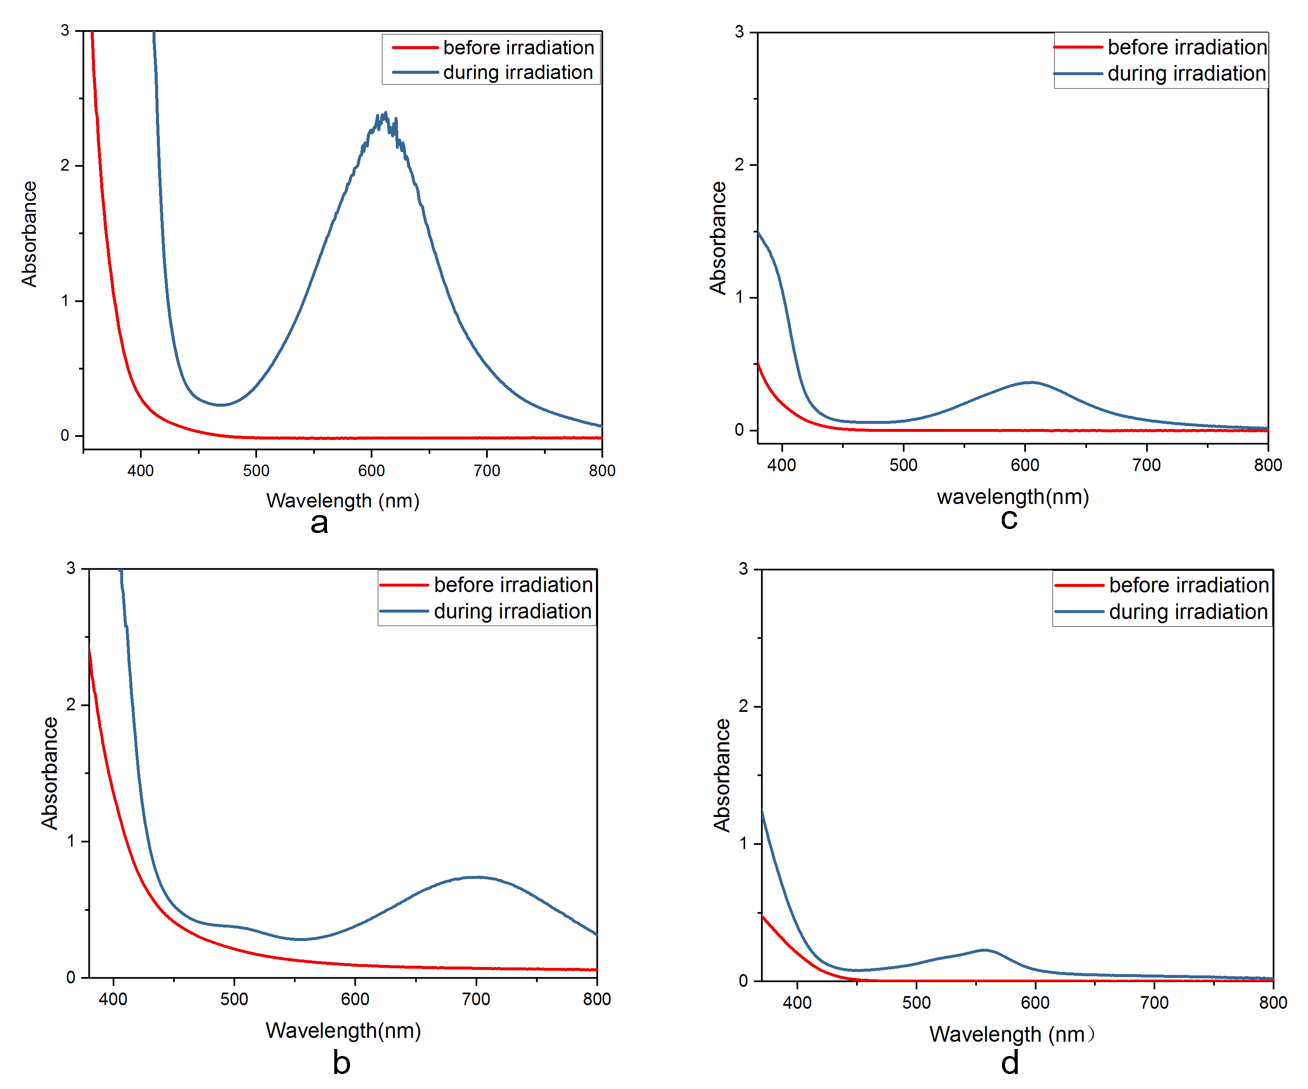 3
2
1
0
Absorbance
before irradiation
during irradiation
400 500 600 700 800
Wavelength (nm)
a
3
2
1
0
Absorbance
before irradiation
during irradiation
400 500 600 700 800
wavelength(nm)
c
3
2
1
0
Absorbance
before irradiation
during irradiation
400 500 600 700 800
Wavelength(nm)
b
3
2
1
0
Absorbance
before irradiation
during irradiation
400 500 600 700 800
Wavelength (nm）
d